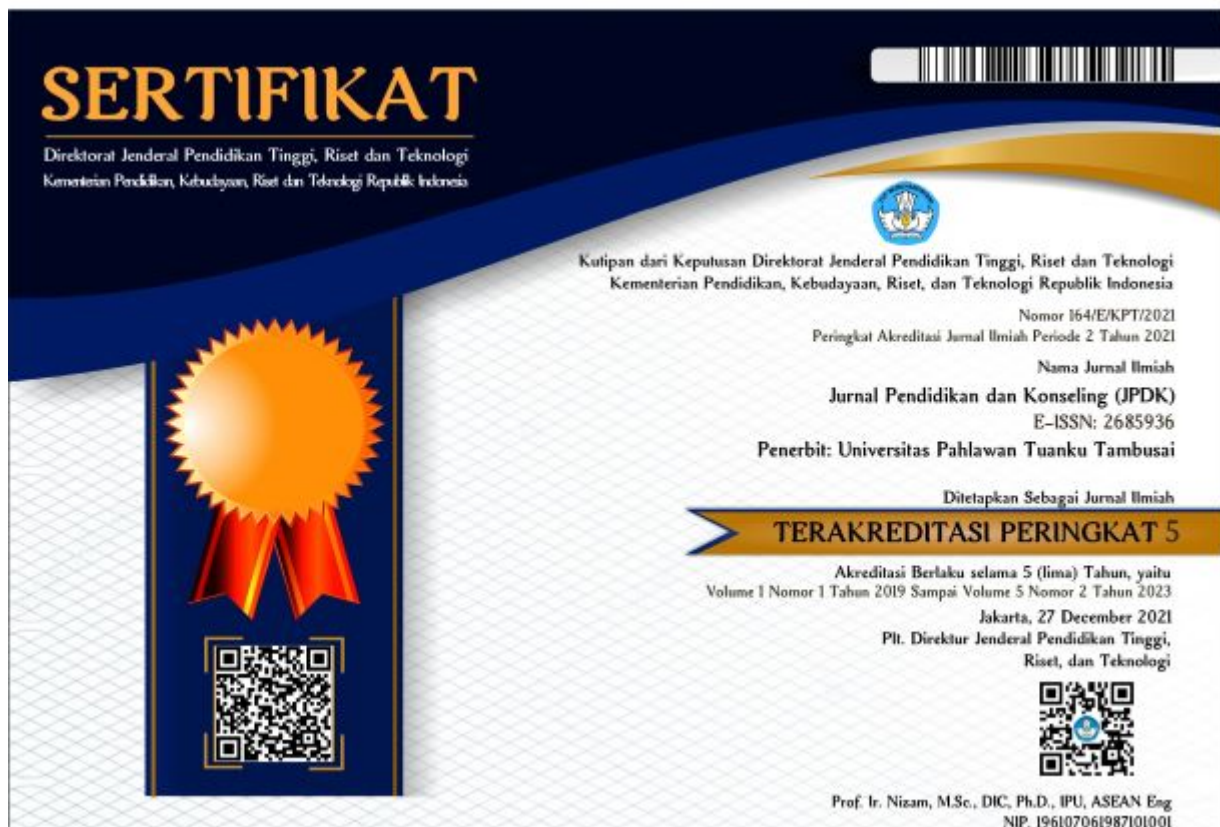 SERTIFIKAT
Direktorat Jenderal Pendidikan Tinggi, Riset dan Teknologi
Kementerian Pendidikan, Kebudayaan, Riset dan Teknologi Republik Indonesia
Kutipan dari Keputusan Direktorat Jenderal Pendidikan Tinggi, Riset dan Teknologi
Kementerian Pendidikan, Kebudayaan, Riset, dan Teknologi Republik Indonesia
Nomor 164/E/KPT/2021
Peringkat Akreditasi Jurnal Ilmiah Periode 2 Tahun 2021
Nama Jurnal Ilmiah
Jurnal Pendidikan dan Konseling (JPDK)
E-ISSN: 2685936
Penerbit: Universitas Pahlawan Tuanku Tambusai
Ditetapkan Sebagai Jurnal Ilmiah
TERAKREDITASI PERINGKAT 5
Akreditasi Berlaku selama 5 (lima) Tahun, yaitu
Volume 1 Nomor 1 Tahun 2019 Sampai Volume 5 Nomor 2 Tahun 2023
Jakarta, 27 December 2021
Plt. Direktur Jenderal Pendidikan Tinggi,
Riset, dan Teknologi
Prof. Ir. Nizam, M.Sc., DIC, Ph.D., IPU, ASEAN Eng
NIP. 196107061987101001